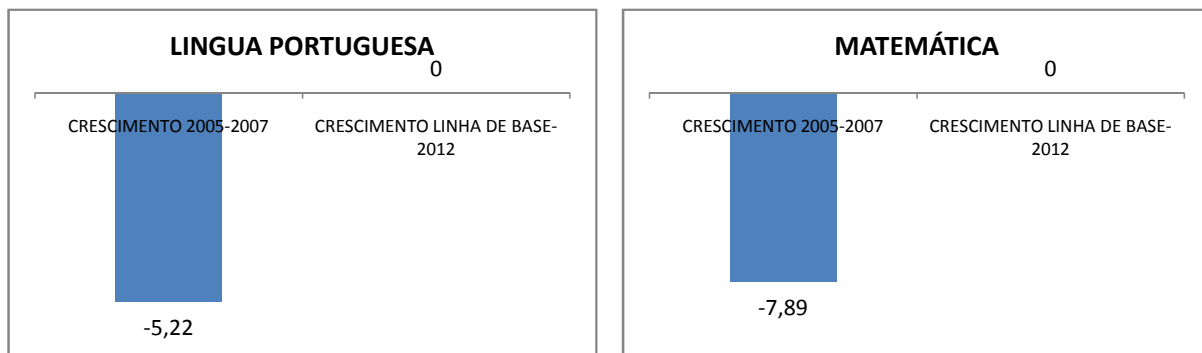 LINGUA PORTUGUESA
0
CRESCIMENTO 2005-2007
CRESCIMENTO LINHA DE BASE-
2012
-5,22
MATEMÁTICA
0
CRESCIMENTO 2005-2007
CRESCIMENTO LINHA DE BASE-
2012
-7,89